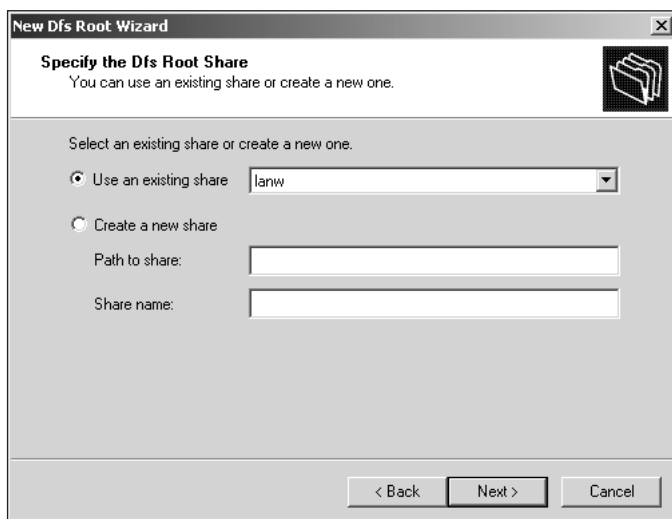 New Dfs Root Wizard
Specify the Dfs Root Share
You can use an existing share or create a new one.
Select an existing share or create a new one.
Use an existing share lanw
Create a new share
Path to share:
Share name:
< Back Next > Cancel